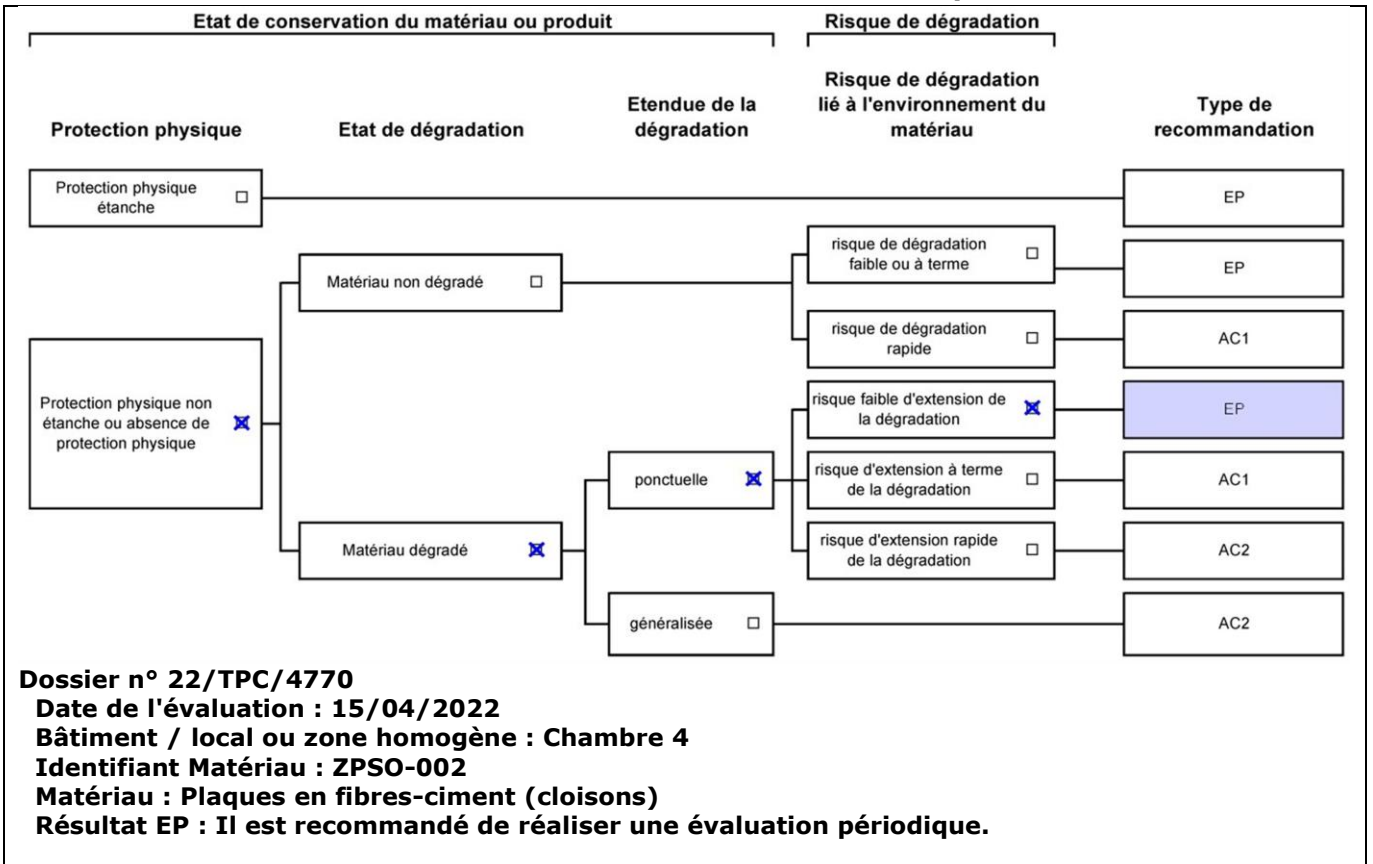 Etat de conservation du matériau ou produit
Risque de dégradation
Protection physique
Etat de dégradation
Etendue de la
dégradation
Risque de dégradation
lié à l'environnement du
matériau
Type de
recommandation
Protection physique
étanche
EP
Matériau non dégradé
risque de dégradation
faible ou à terme
EP
risque de dégradation
rapide
AC1
Protection physique non
étanche ou absence de
protection physique
risque faible d'extension de
la dégradation
EP
ponctuelle
risque d'extension à terme
de la dégradation
AC1
Matériau dégradé
risque d'extension rapide
de la dégradation
AC2
généralisée
AC2
Dossier n° 22/TPC/4770
Date de l'évaluation : 15/04/2022
Bâtiment / local ou zone homogène : Chambre 4
Identifiant Matériau : ZPSO-002
Matériau : Plaques en fibres-ciment (cloisons)
Résultat EP : Il est recommandé de réaliser une évaluation périodique.